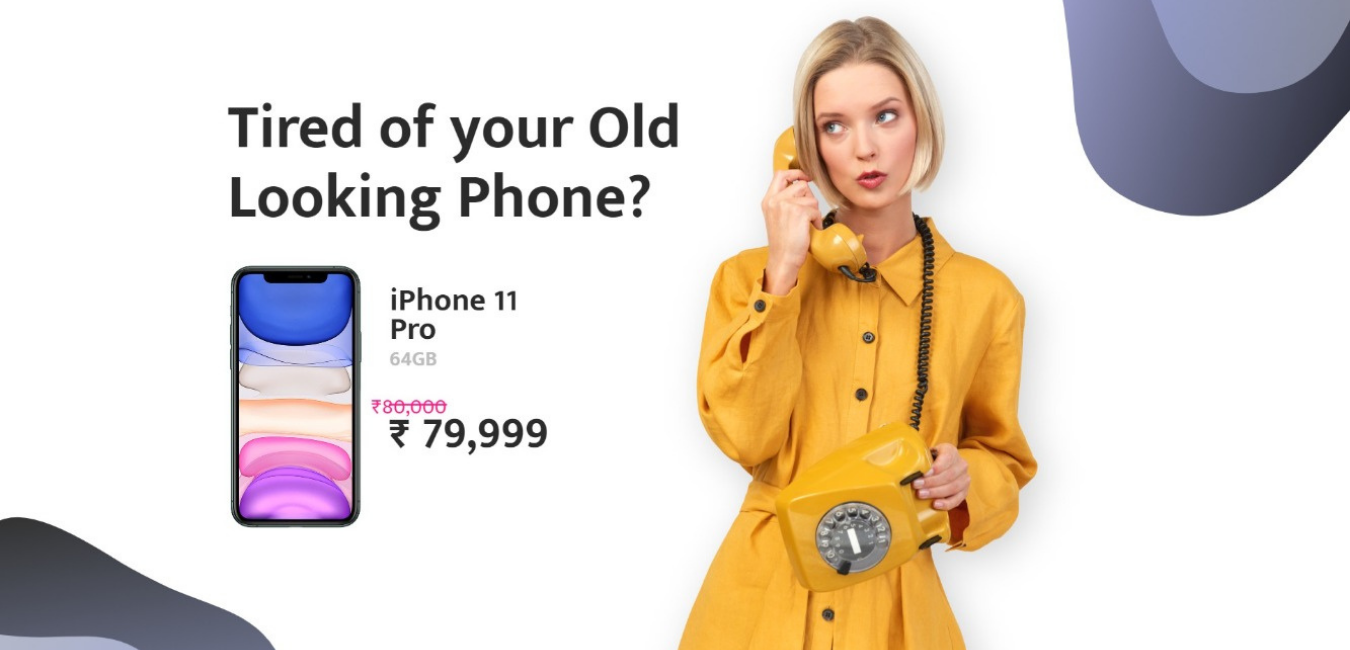 Tired of your Old
Looking Phone?
iPhone 11
Pro
64GB
₹80,000
₹ 79,999